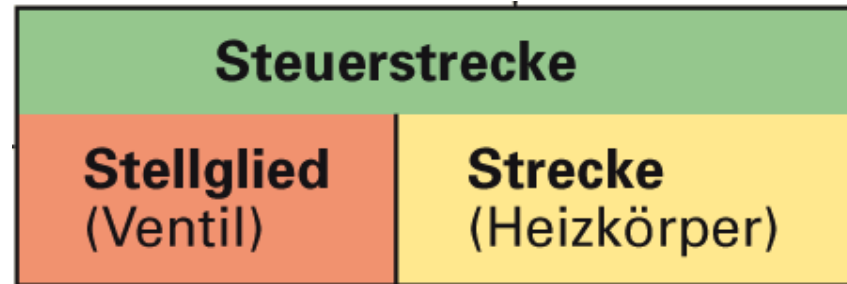 Steuerstrecke
Stellglied
(Ventil)
Strecke
(Heizkörper)